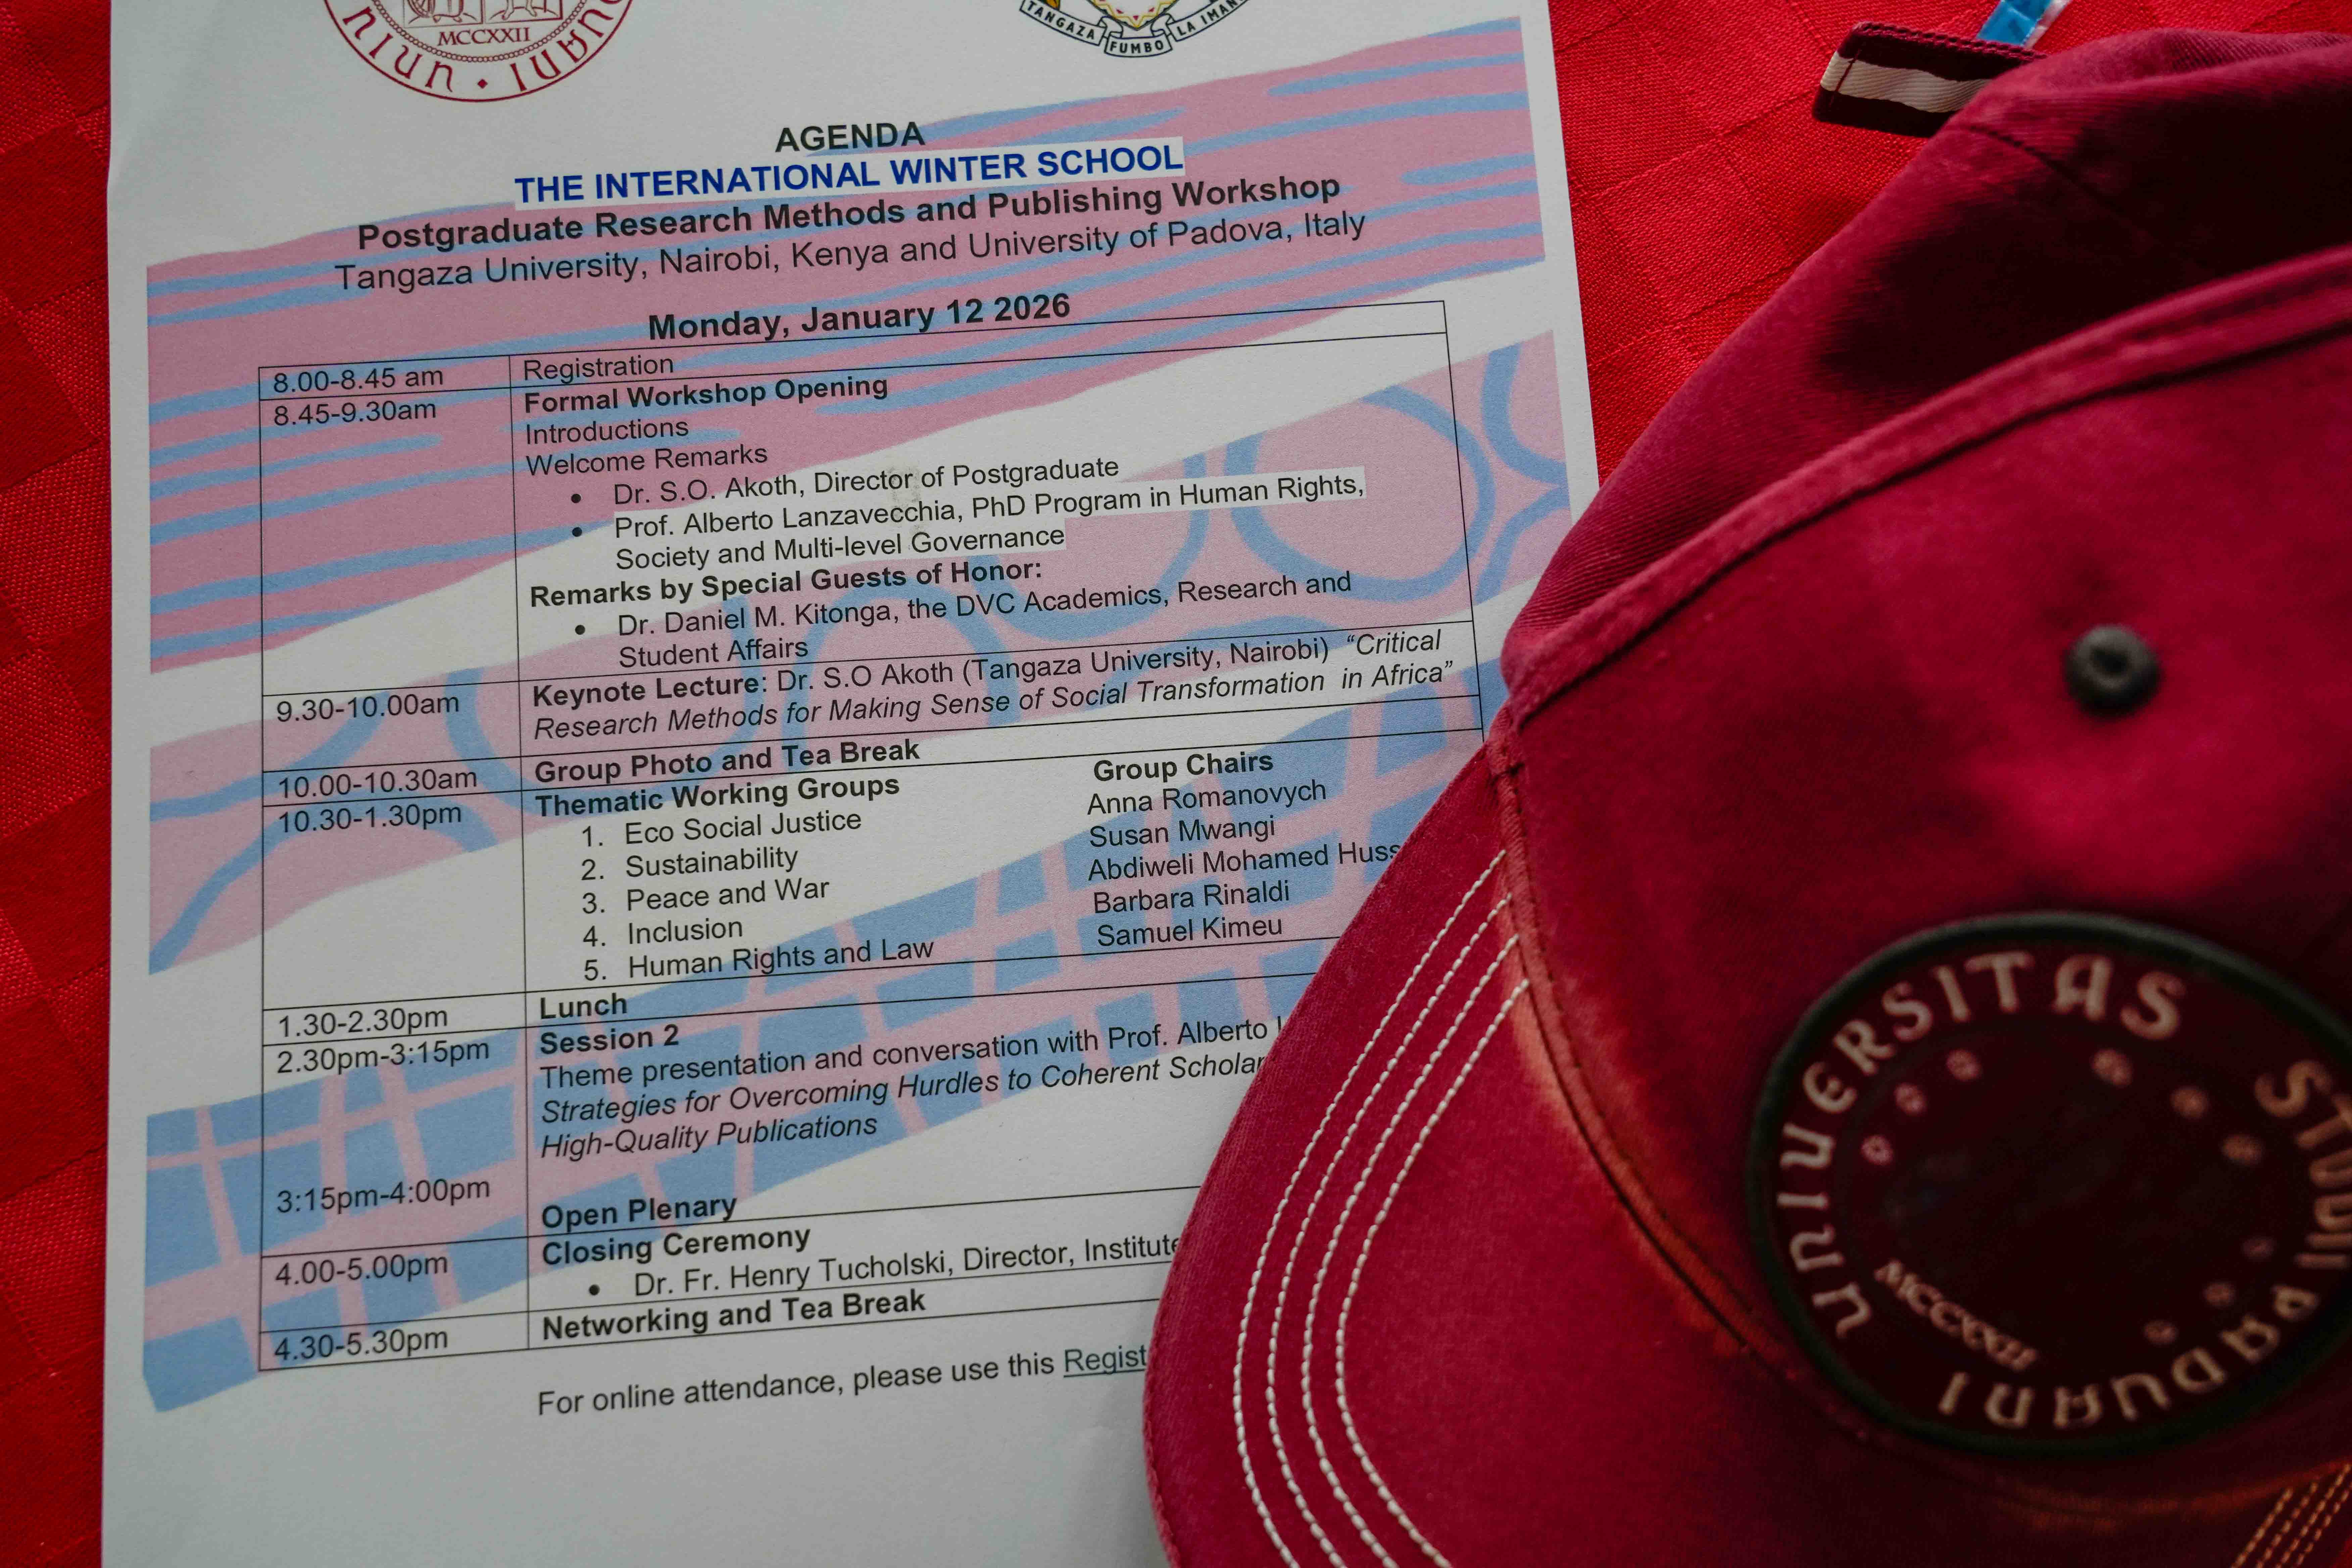 MCCXXII
TANGAZA FUMBO LA IMANI
AGENDA
THE INTERNATIONAL WINTER SCHOOL
Postgraduate Research Methods and Publishing Workshop
Tangaza University, Nairobi, Kenya and University of Padova, Italy
Monday, January 12 2026
8.00-8.45 am Registration
8.45-9.30am Formal Workshop Opening
Introductions
Welcome Remarks
• Dr. S.O. Akoth, Director of Postgraduate
• Prof. Alberto Lanzavecchia, PhD Program in Human Rights,
Society and Multi-level Governance
Remarks by Special Guests of Honor:
• Dr. Daniel M. Kitonga, the DVC Academics, Research and
Student Affairs
9.30-10.00am Keynote Lecture: Dr. S.O Akoth (Tangaza University, Nairobi) “Critical
Research Methods for Making Sense of Social Transformation in Africa”
10.00-10.30am Group Photo and Tea Break
10.30-1.30pm Thematic Working Groups Group Chairs
1. Eco Social Justice Anna Romanovych
2. Sustainability Susan Mwangi
3. Peace and War Abdiweli Mohamed
4. Inclusion Barbara Rinaldi
5. Human Rights and Law Samuel Kimeu
1.30-2.30pm Lunch
2.30pm-3:15pm Session 2
Theme presentation and conversation with Prof. Alberto
Strategies for Overcoming Hurdles to Coherent
High-Quality Publications
3:15pm-4:00pm Open Plenary
4.00-5.00pm Closing Ceremony
• Dr. Fr. Henry Tucholski, Director, Institute
4.30-5.30pm Networking and Tea Break
For online attendance, please use this
UNIVERSITAS STUDII PADUANI
MCCXXII